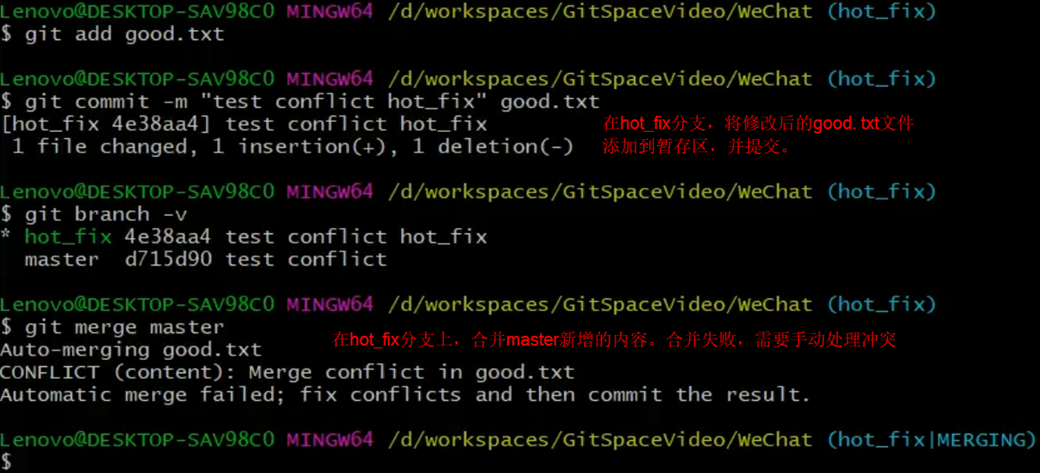 Lenovo@DESKTOP-SAV98C0 MINGW64 /d/workspaces/GitSpaceVideo/WeChat (hot_fix)
$ git add good.txt
Lenovo@DESKTOP-SAV98C0 MINGW64 /d/workspaces/GitSpaceVideo/WeChat (hot_fix)
$ git commit -m "test conflict hot_fix" good.txt
[hot_fix 4e38aa4] test conflict hot_fix
在hot_fix分支，将修改后的good.txt文件
1 file changed, 1 insertion(+), 1 deletion(-)
添加到暂存区，并提交。
Lenovo@DESKTOP-SAV98C0 MINGW64 /d/workspaces/GitSpaceVideo/WeChat (hot_fix)
$ git branch -v
* hot_fix 4e38aa4 test conflict hot_fix
master d715d90 test conflict
Lenovo@DESKTOP-SAV98C0 MINGW64 /d/workspaces/GitSpaceVideo/WeChat (hot_fix)
$ git merge master
在hot_fix分支上，合并master新增的内容。合并失败，需要手动处理冲突
Auto-merging good.txt
CONFLICT (content): Merge conflict in good.txt
Automatic merge failed; fix conflicts and then commit the result.
Lenovo@DESKTOP-SAV98C0 MINGW64 /d/workspaces/GitSpaceVideo/WeChat (hot_fix|MERGING)
$